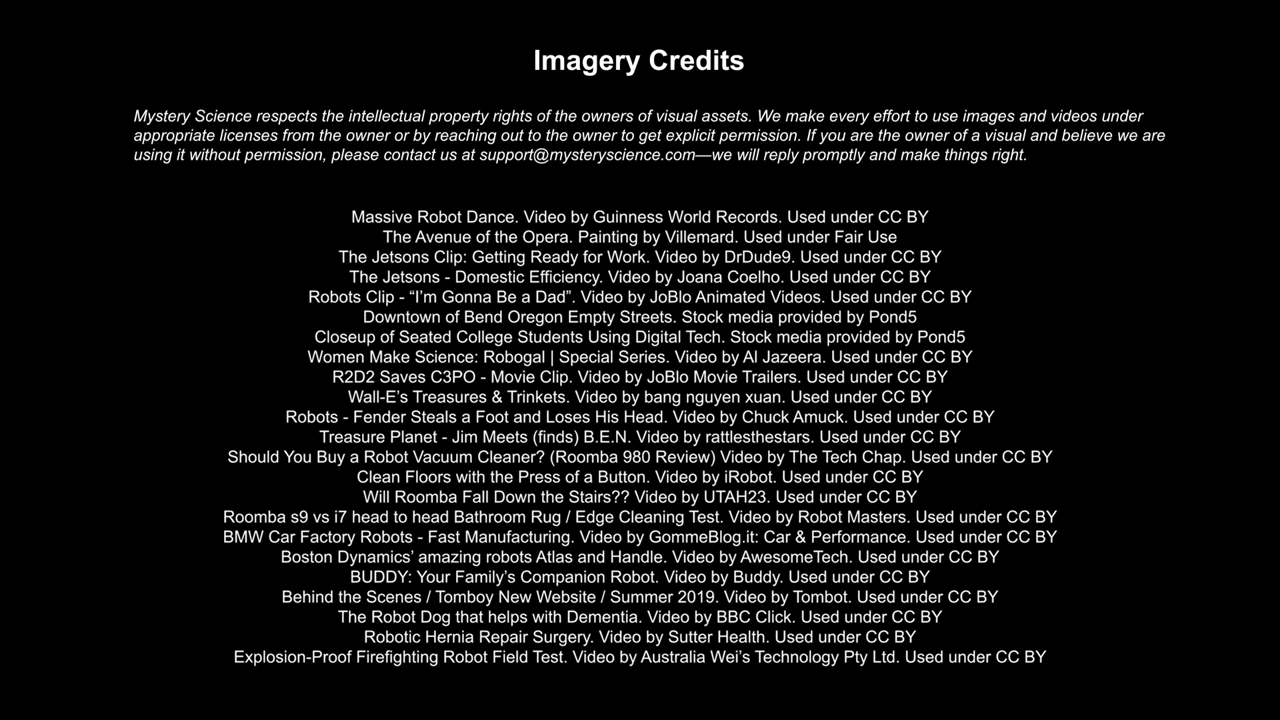 Imagery Credits
Mystery Science respects the intellectual property rights of the owners of visual assets. We make every effort to use images and videos under
appropriate licenses from the owner or by reaching out to the owner to get explicit permission. If you are the owner of a visual and believe we are
using it without permission, please contact us at support@mysteryscience.com—we will reply promptly and make things right.
Massive Robot Dance. Video by Guinness World Records. Used under CC BY
The Avenue of the Opera. Painting by Villemard. Used under Fair Use
The Jetsons Clip: Getting Ready for Work. Video by DrDude9. Used under CC BY
The Jetsons - Domestic Efficiency. Video by Joana Coelho. Used under CC BY
Robots Clip - “I’m Gonna Be a Dad”. Video by JoBlo Animated Videos. Used under CC BY
Downtown of Bend Oregon Empty Streets. Stock media provided by Pond5
Closeup of Seated College Students Using Digital Tech. Stock media provided by Pond5
Women Make Science: Robogal | Special Series. Video by Al Jazeera. Used under CC BY
R2D2 Saves C3PO - Movie Clip. Video by JoBlo Movie Trailers. Used under CC BY
Wall-E’s Treasures & Trinkets. Video by bang nguyen xuan. Used under CC BY
Robots - Fender Steals a Foot and Loses His Head. Video by Chuck Amuck. Used under CC BY
Treasure Planet - Jim Meets (finds) B.E.N. Video by rattlesthestars. Used under CC BY
Should You Buy a Robot Vacuum Cleaner? (Roomba 980 Review) Video by The Tech Chap. Used under CC BY
Clean Floors with the Press of a Button. Video by iRobot. Used under CC BY
Will Roomba Fall Down the Stairs?? Video by UTAH23. Used under CC BY
Roomba s9 vs i7 head to head Bathroom Rug / Edge Cleaning Test. Video by Robot Masters. Used under CC BY
BMW Car Factory Robots - Fast Manufacturing. Video by GommeBlog.it: Car & Performance. Used under CC BY
Boston Dynamics’ amazing robots Atlas and Handle. Video by AwesomeTech. Used under CC BY
BUDDY: Your Family’s Companion Robot. Video by Buddy. Used under CC BY
Behind the Scenes / Tomboy New Website / Summer 2019. Video by Tombot. Used under CC BY
The Robot Dog that helps with Dementia. Video by BBC Click. Used under CC BY
Robotic Hernia Repair Surgery. Video by Sutter Health. Used under CC BY
Explosion-Proof Firefighting Robot Field Test. Video by Australia Wei’s Technology Pty Ltd. Used under CC BY